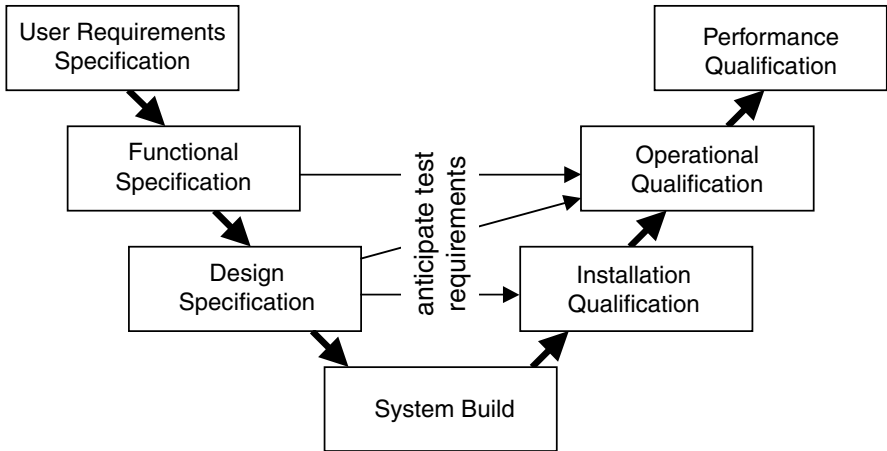 User Requirements
Specification
Performance
Qualification
Functional
Specification
anticipate test
requirements
Operational
Qualification
Design
Specification
Installation
Qualification
System Build